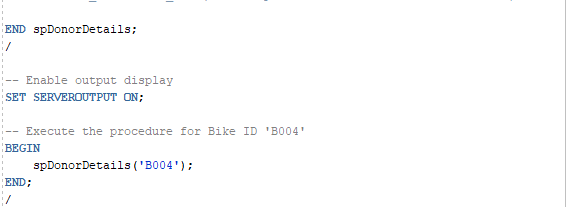 END spDonorDetails;
/
-- Enable output display
SET SERVEROUTPUT ON;
-- Execute the procedure for Bike ID 'B004'
BEGIN
    spDonorDetails('B004');
END;
/